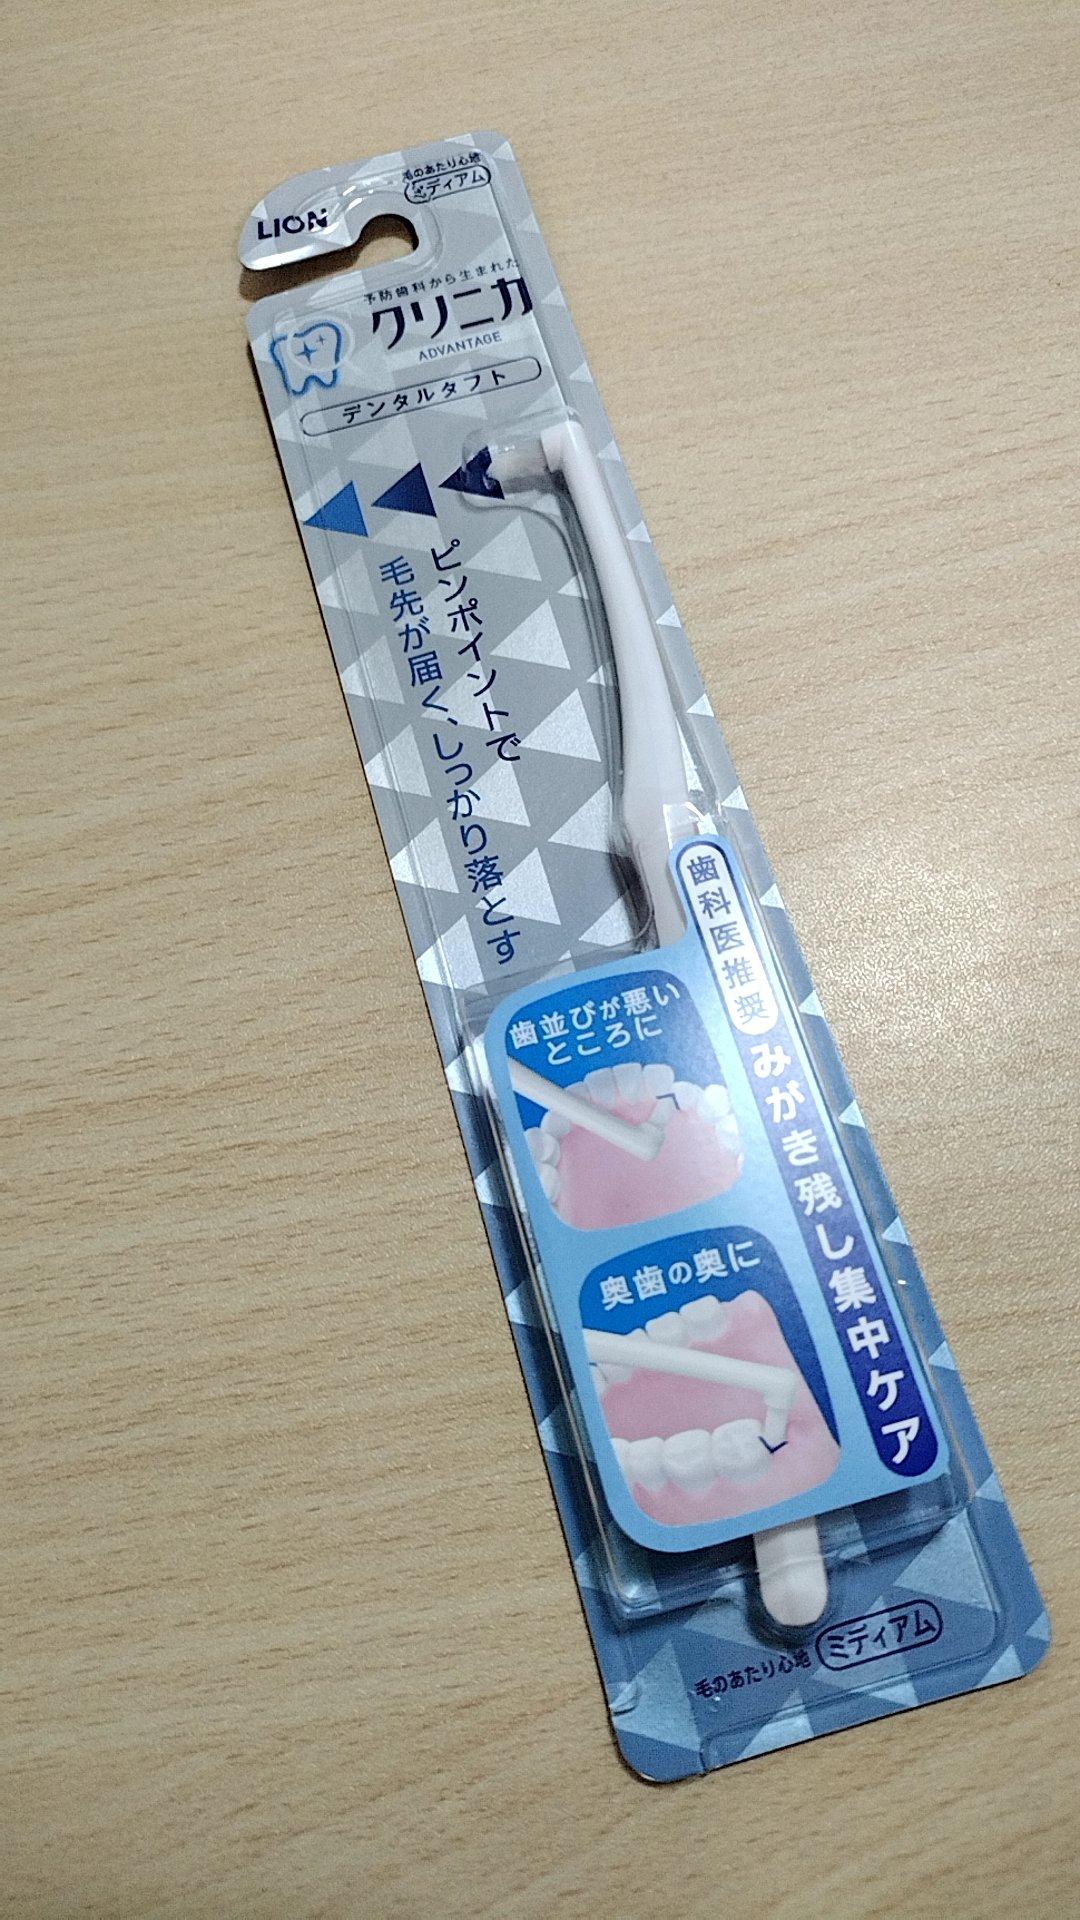 LION
毛のあたり心地
ミディアム
予防歯科から生まれた
クリニカ
ADVANTAGE
デンタルタフト
ピンポイントで
毛先が届く、しっかり落とす
歯科医推奨
みがき残し集中ケア
歯並びが悪い
ところに
奥歯の奥に
毛のあたり心地 ミディアム